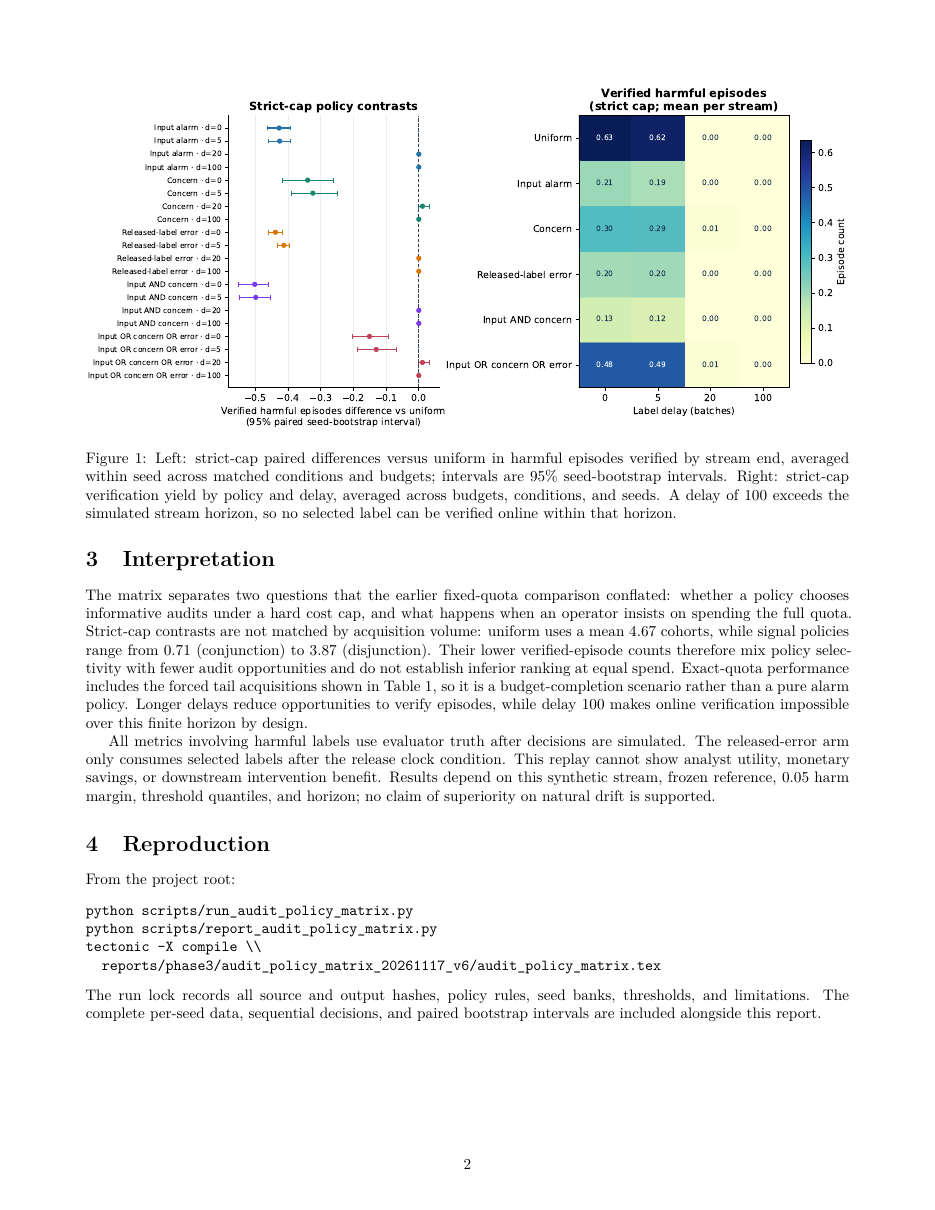 Strict-cap policy contrasts
Input alarm · d=0
Input alarm · d=5
Input alarm · d=20
Input alarm · d=100
Concern · d=0
Concern · d=5
Concern · d=20
Concern · d=100
Released-label error · d=0
Released-label error · d=5
Released-label error · d=20
Released-label error · d=100
Input AND concern · d=0
Input AND concern · d=5
Input AND concern · d=20
Input AND concern · d=100
Input OR concern OR error · d=0
Input OR concern OR error · d=5
Input OR concern OR error · d=20
Input OR concern OR error · d=100
−0.5 −0.4 −0.3 −0.2 −0.1 0.0
Verified harmful episodes difference vs uniform
(95% paired seed-bootstrap interval)
Verified harmful episodes
(strict cap; mean per stream)
Uniform 0.63 0.62 0.00 0.00
Input alarm 0.21 0.19 0.00 0.00
Concern 0.30 0.29 0.01 0.00
Released-label error 0.20 0.20 0.00 0.00
Input AND concern 0.13 0.12 0.00 0.00
Input OR concern OR error 0.48 0.49 0.01 0.00
0 5 20 100
Label delay (batches)
0.6
0.5
0.4
0.3
0.2
0.1
0.0
Episode count
Figure 1: Left: strict-cap paired differences versus uniform in harmful episodes verified by stream end, averaged
within seed across matched conditions and budgets; intervals are 95% seed-bootstrap intervals. Right: strict-cap
verification yield by policy and delay, averaged across budgets, conditions, and seeds. A delay of 100 exceeds the
simulated stream horizon, so no selected label can be verified online within that horizon.
3 Interpretation
The matrix separates two questions that the earlier fixed-quota comparison conflated: whether a policy chooses
informative audits under a hard cost cap, and what happens when an operator insists on spending the full quota.
Strict-cap contrasts are not matched by acquisition volume: uniform uses a mean 4.67 cohorts, while signal policies
range from 0.71 (conjunction) to 3.87 (disjunction). Their lower verified-episode counts therefore mix policy selec-
tivity with fewer audit opportunities and do not establish inferior ranking at equal spend. Exact-quota performance
includes the forced tail acquisitions shown in Table 1, so it is a budget-completion scenario rather than a pure alarm
policy. Longer delays reduce opportunities to verify episodes, while delay 100 makes online verification impossible
over this finite horizon by design.
All metrics involving harmful labels use evaluator truth after decisions are simulated. The released-error arm
only consumes selected labels after the release clock condition. This replay cannot show analyst utility, monetary
savings, or downstream intervention benefit. Results depend on this synthetic stream, frozen reference, 0.05 harm
margin, threshold quantiles, and horizon; no claim of superiority on natural drift is supported.
4 Reproduction
From the project root:
python scripts/run_audit_policy_matrix.py
python scripts/report_audit_policy_matrix.py
tectonic -X compile \\
reports/phase3/audit_policy_matrix_20261117_v6/audit_policy_matrix.tex
The run lock records all source and output hashes, policy rules, seed banks, thresholds, and limitations. The
complete per-seed data, sequential decisions, and paired bootstrap intervals are included alongside this report.
2